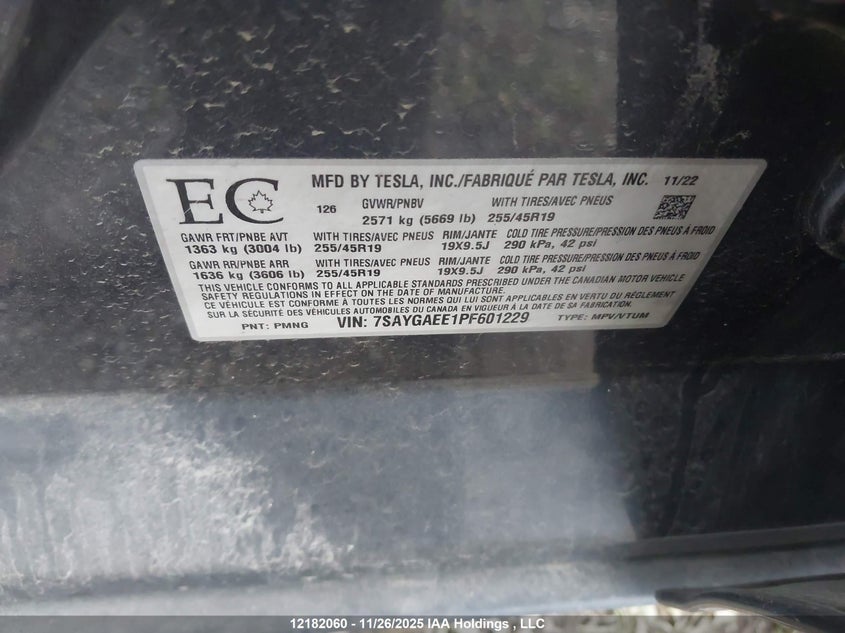 EC
MFD BY TESLA, INC./FABRIQUÉ PAR TESLA, INC. 11/22
126 GVWR/PNBV WITH TIRES/AVEC PNEUS
2571 kg (5669 lb) 255/45R19
GAWR FRT/PNBE AVT WITH TIRES/AVEC PNEUS RIM/JANTE COLD TIRE PRESSURE/PRESSION DES PNEUS À FROID
1363 kg (3004 lb) 255/45R19 19X9.5J 290 kPa, 42 psi
GAWR RR/PNBE ARR WITH TIRES/AVEC PNEUS RIM/JANTE COLD TIRE PRESSURE/PRESSION DES PNEUS À FROID
1636 kg (3606 lb) 255/45R19 19X9.5J 290 kPa, 42 psi
THIS VEHICLE CONFORMS TO ALL APPLICABLE STANDARDS PRESCRIBED UNDER THE CANADIAN MOTOR VEHICLE
SAFETY REGULATIONS IN EFFECT ON THE DATE OF MANUFACTURE.
CE VÉHICULE EST CONFORME À TOUTES LES NORMES QUI LUI SONT APPLICABLES EN VERTU DU RÈGLEMENT
SUR LA SÉCURITÉ DES VÉHICULES AUTOMOBILES DU CANADA EN VIGUEUR À LA DATE DE SA FABRICATION
PNT: PMNG VIN: 7SAYGAEE1PF601229 TYPE: MPV/VTUM
12182060 - 11/26/2025 IAA Holdings , LLC